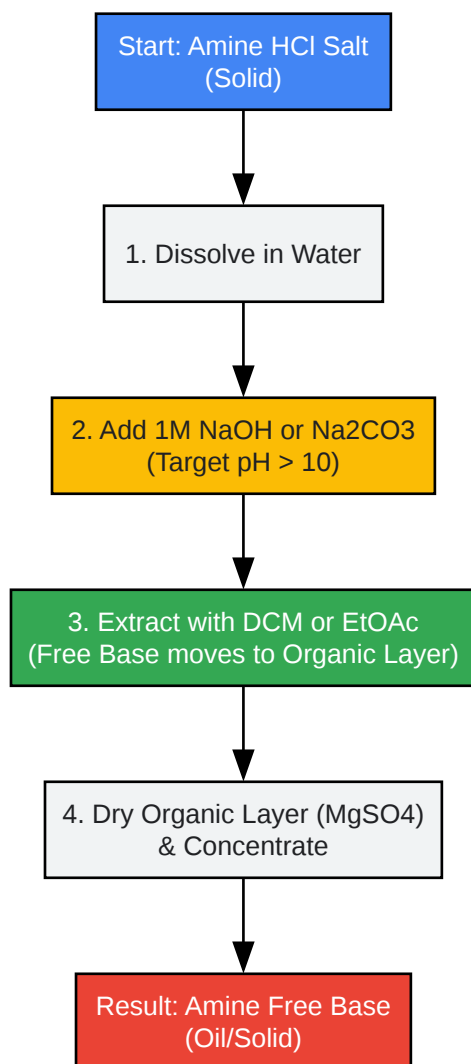 Start: Amine HCl Salt
(Solid)
1. Dissolve in Water
2. Add 1M NaOH or Na2CO3
(Target pH > 10)
3. Extract with DCM or EtOAc
(Free Base moves to Organic Layer)
4. Dry Organic Layer (MgSO4)
& Concentrate
Result: Amine Free Base
(Oil/Solid)